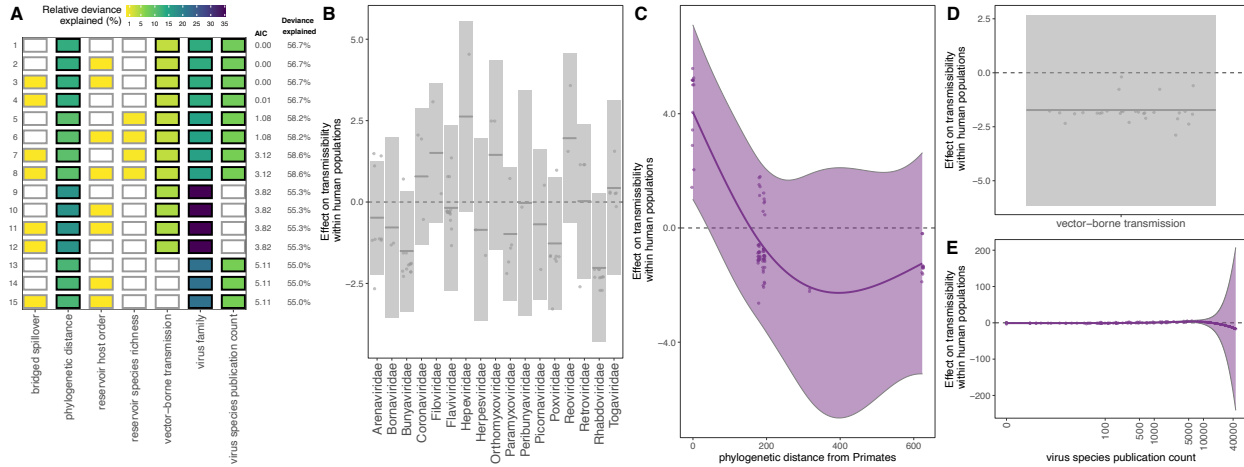 A
Relative deviance
explained (%)
1 5 15 25 35
AIC
Deviance
explained
1 0.00 56.7%
2 0.00 56.7%
3 0.00 56.7%
4 0.01 56.7%
5 1.08 58.2%
6 1.08 58.2%
7 3.12 58.6%
8 3.12 58.6%
9 3.82 55.3%
10 3.82 55.3%
11 3.82 55.3%
12 3.82 55.3%
13 5.11 55.0%
14 5.11 55.0%
15 5.11 55.0%
bridged spillover
phylogenetic distance
reservoir host order
reservoir species richness
vector−borne transmission
virus family
virus species publication count
B
Effect on transmissibility
within human populations
5.0
2.5
0.0
−2.5
Arenaviridae
Bornaviridae
Bunyaviridae
Coronaviridae
Filoviridae
Flaviviridae
Hepeviridae
Herpesviridae
Orthomyxoviridae
Paramyxoviridae
Peribunyaviridae
Picornaviridae
Poxviridae
Reoviridae
Retroviridae
Rhabdoviridae
Togaviridae
C
Effect on transmissibility
within human populations
4.0
0.0
−4.0
0 200 400 600
phylogenetic distance from Primates
D
Effect on transmissibility
within human populations
2.5
0.0
−2.5
−5.0
vector−borne transmission
E
Effect on transmissibility
within human populations
200
100
0
−100
−200
0 100 500 1000 5000 10000 40000
virus species publication count